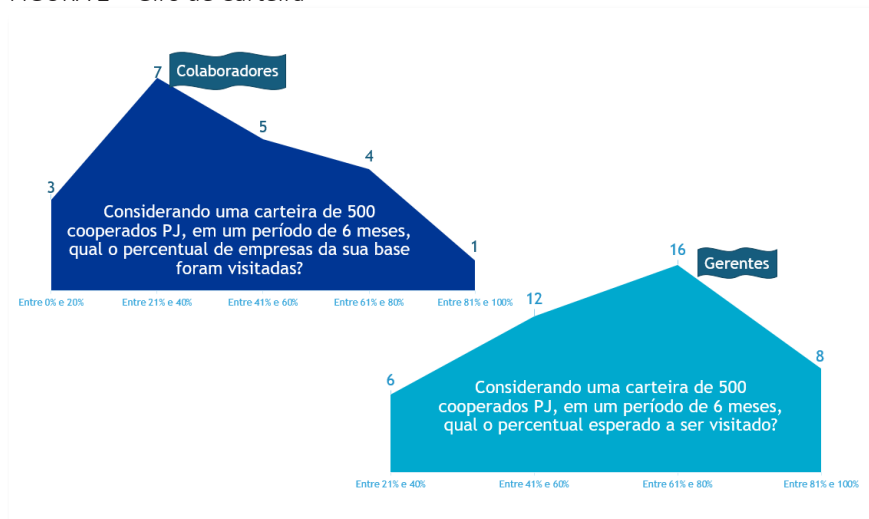 Colaboradores
7
5
4
3
1
Considerando uma carteira de 500
cooperados PJ, em um período de 6 meses,
qual o percentual de empresas da sua base
foram visitadas?
Entre 0% e 20%
Entre 21% e 40%
Entre 41% e 60%
Entre 61% e 80%
Entre 81% e 100%
Gerentes
16
12
8
6
Considerando uma carteira de 500
cooperados PJ, em um período de 6 meses,
qual o percentual esperado a ser visitado?
Entre 21% e 40%
Entre 41% e 60%
Entre 61% e 80%
Entre 81% e 100%